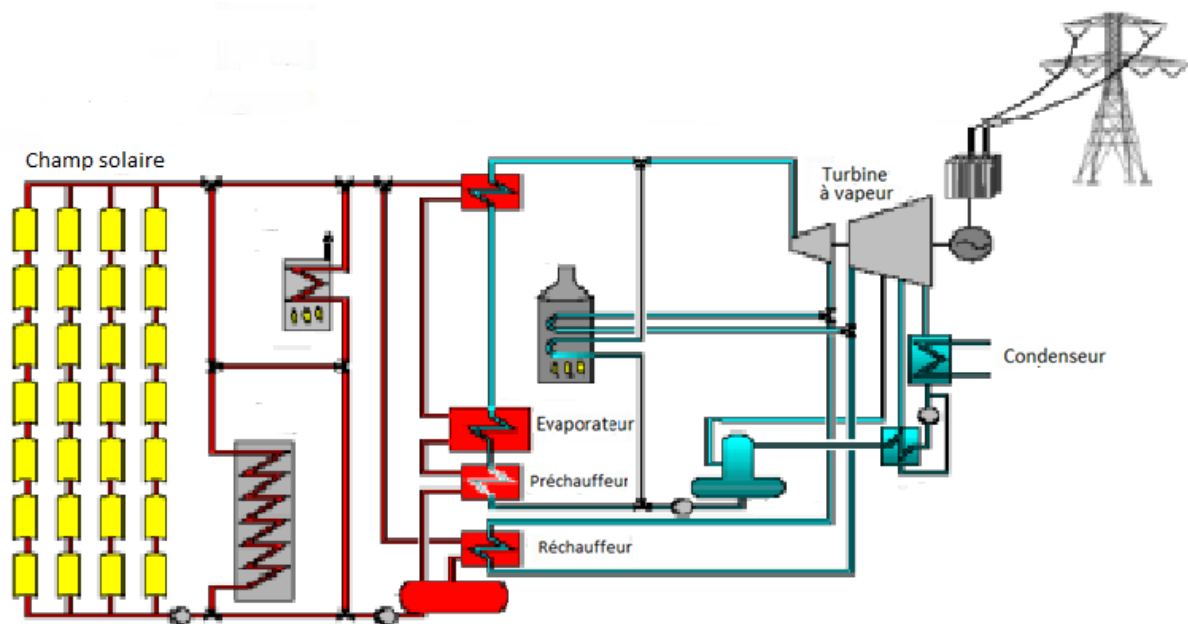 Champ solaire
Turbine
à vapeur
Condenseur
Evaporateur
Préchauffeur
Réchauffeur